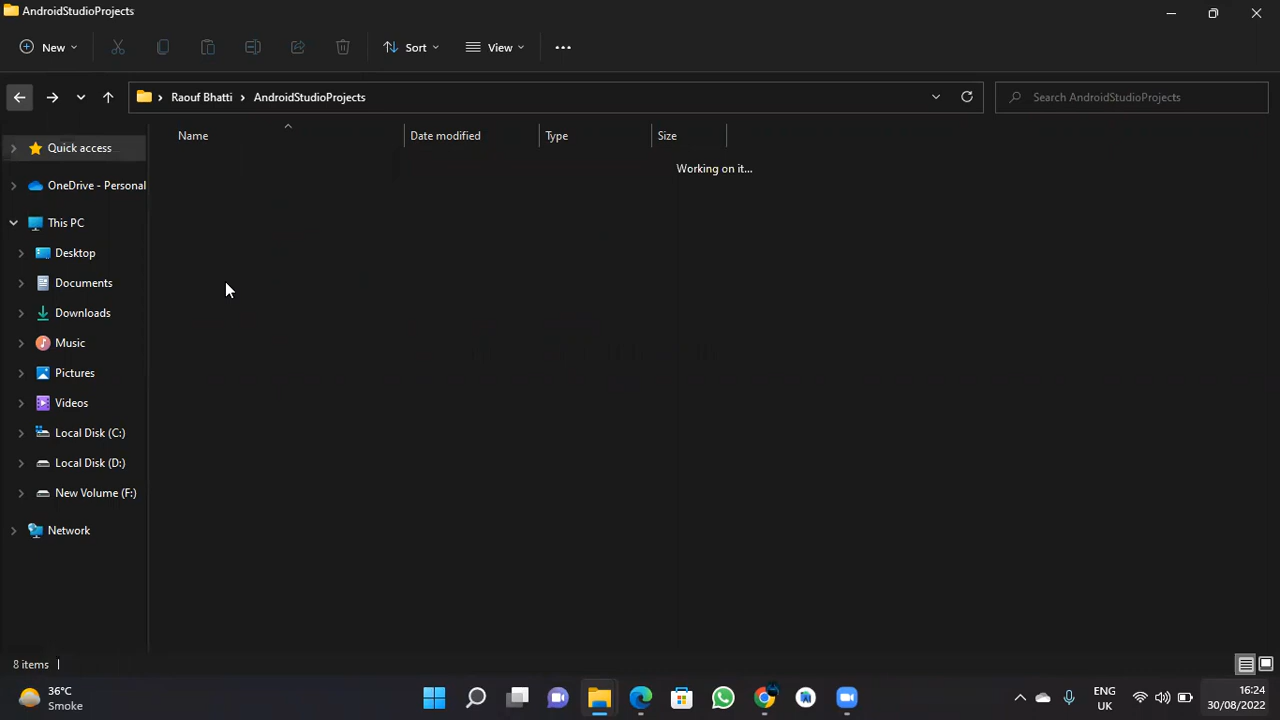 AndroidStudioProjects
New
Sort
View
Raouf Bhatti
AndroidStudioProjects
Search AndroidStudioProjects
Name
Date modified
Type
Size
Working on it...
Quick access
OneDrive - Personal
This PC
Desktop
Documents
Downloads
Music
Pictures
Videos
Local Disk (C:)
Local Disk (D:)
New Volume (F:)
Network
8 items
36°C
Smoke
ENG
UK
16:24
30/08/2022